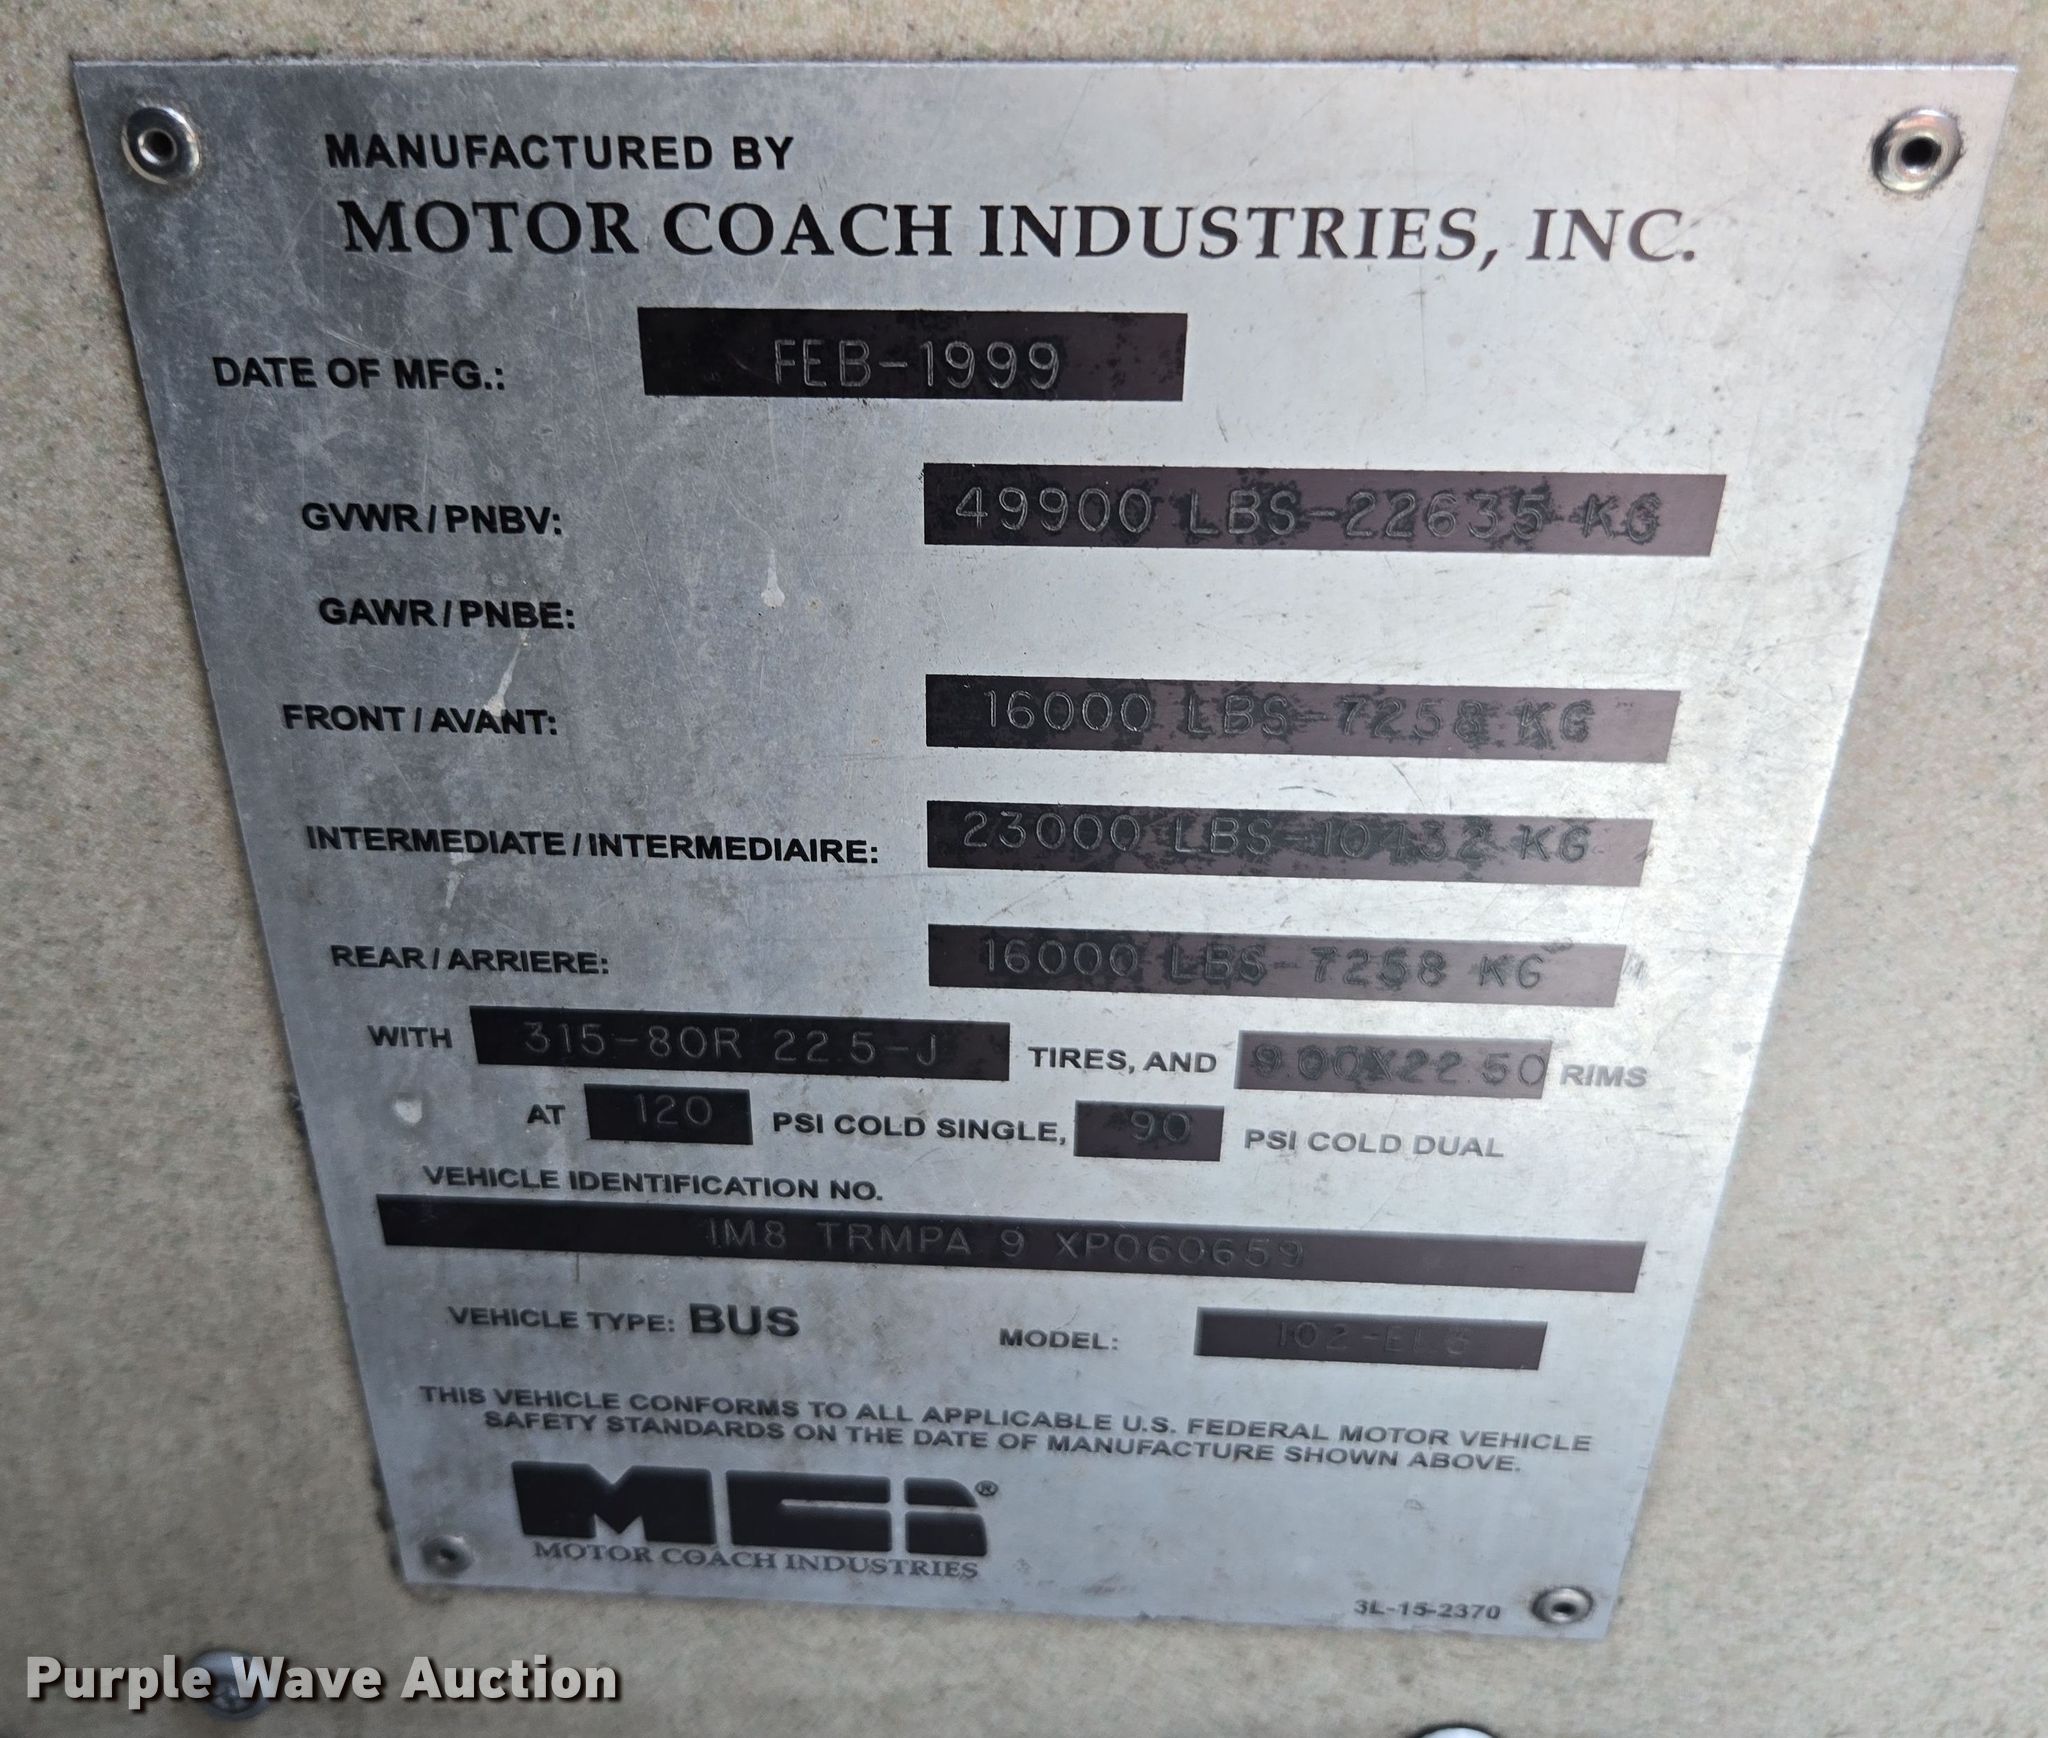 MANUFACTURED BY
MOTOR COACH INDUSTRIES, INC.
DATE OF MFG.: FEB-1999
GVWR/PNBV: 49900 LBS-22635 KG
GAWR/PNBE:
FRONT/AVANT: 16000 LBS-7258 KG
INTERMEDIATE/INTERMEDIAIRE: 23000 LBS-10432 KG
REAR/ARRIERE: 16000 LBS-7258 KG
WITH 315-80R 22.5-J TIRES, AND 9.00X22.50 RIMS
AT 120 PSI COLD SINGLE, 90 PSI COLD DUAL
VEHICLE IDENTIFICATION NO.
1M8 TRMPA 9 XP060659
VEHICLE TYPE: BUS MODEL: 102-EL3
THIS VEHICLE CONFORMS TO ALL APPLICABLE U.S. FEDERAL MOTOR VEHICLE
SAFETY STANDARDS ON THE DATE OF MANUFACTURE SHOWN ABOVE.
MCI®
MOTOR COACH INDUSTRIES
3L-15-2370
Purple Wave Auction